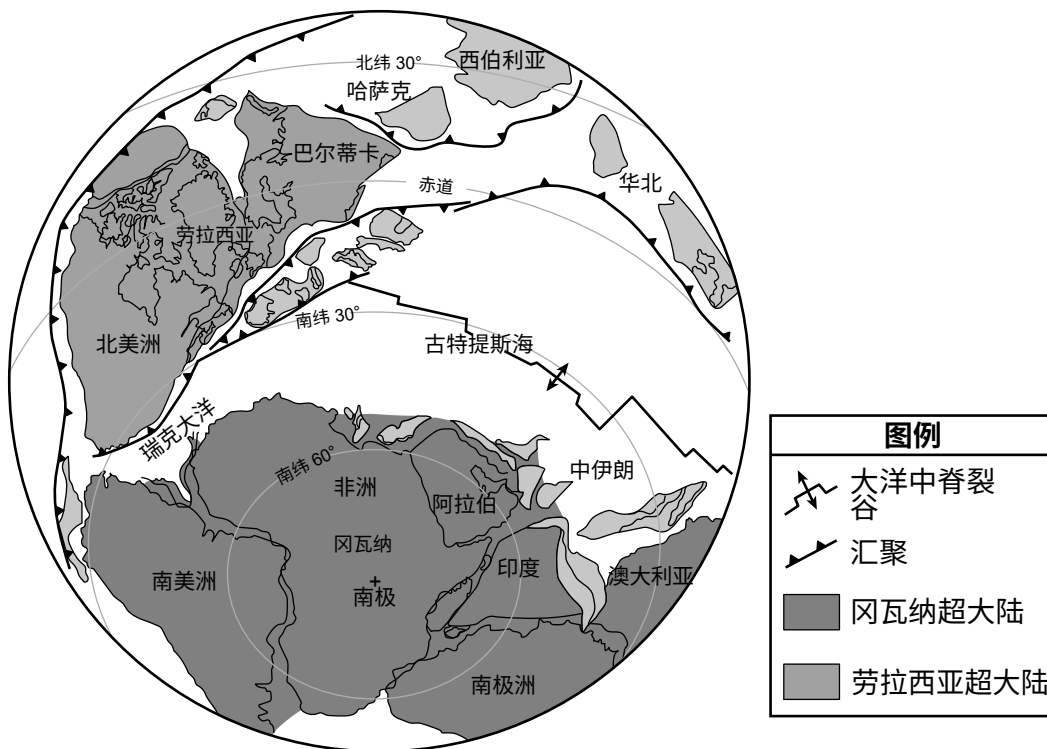 西伯利亚
北纬 30°
哈萨克
巴尔蒂卡
赤道
华北
劳拉西亚
南纬 30°
北美洲
古特提斯海
瑞克大洋
南纬 60°
中伊朗
非洲
阿拉伯
冈瓦纳
印度
澳大利亚
南美洲
南极
南极洲
图例
大洋中脊裂
谷
汇聚
冈瓦纳超大陆
劳拉西亚超大陆